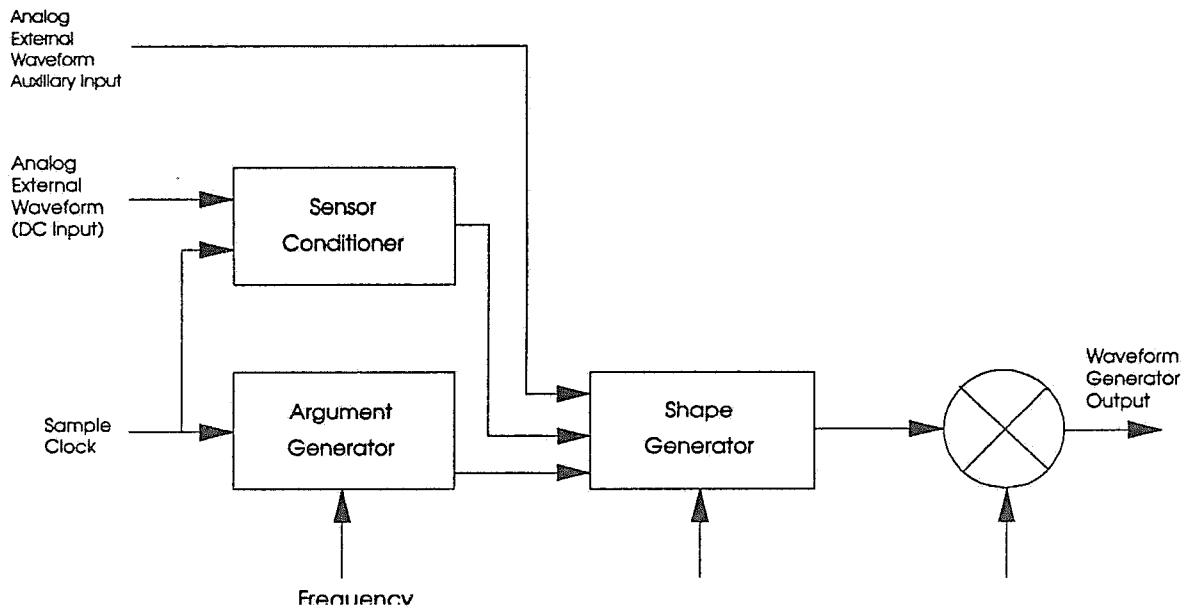 Analog
External
Waveform
Auxiliary Input
Analog
External
Waveform
(DC Input)
Sensor
Conditioner
Sample
Clock
Argument
Generator
Shape
Generator
Waveform
Generator
Output
Frequency